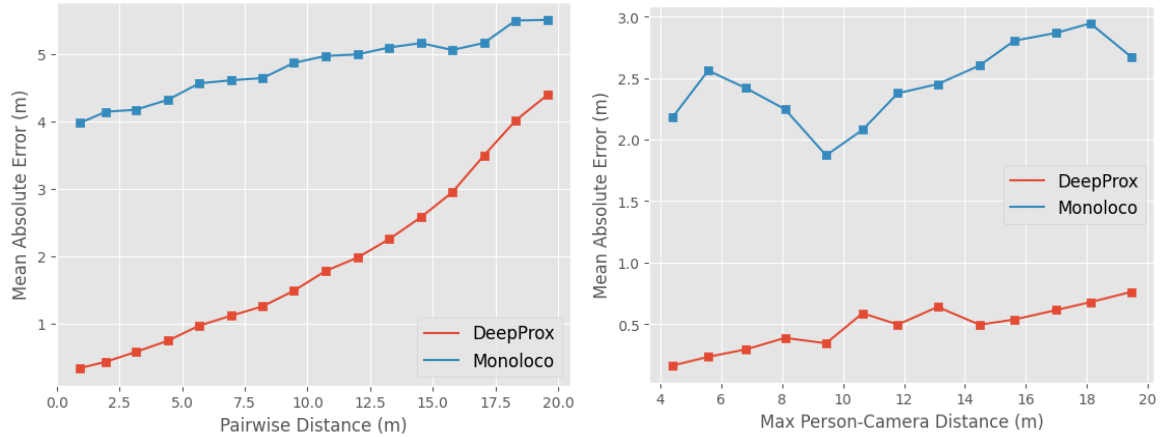 Mean Absolute Error (m)
5
4
3
2
1
0.0 2.5 5.0 7.5 10.0 12.5 15.0 17.5 20.0
Pairwise Distance (m)
DeepProx
Monoloco
Mean Absolute Error (m)
3.0
2.5
2.0
1.5
1.0
0.5
4 6 8 10 12 14 16 18 20
Max Person-Camera Distance (m)
DeepProx
Monoloco